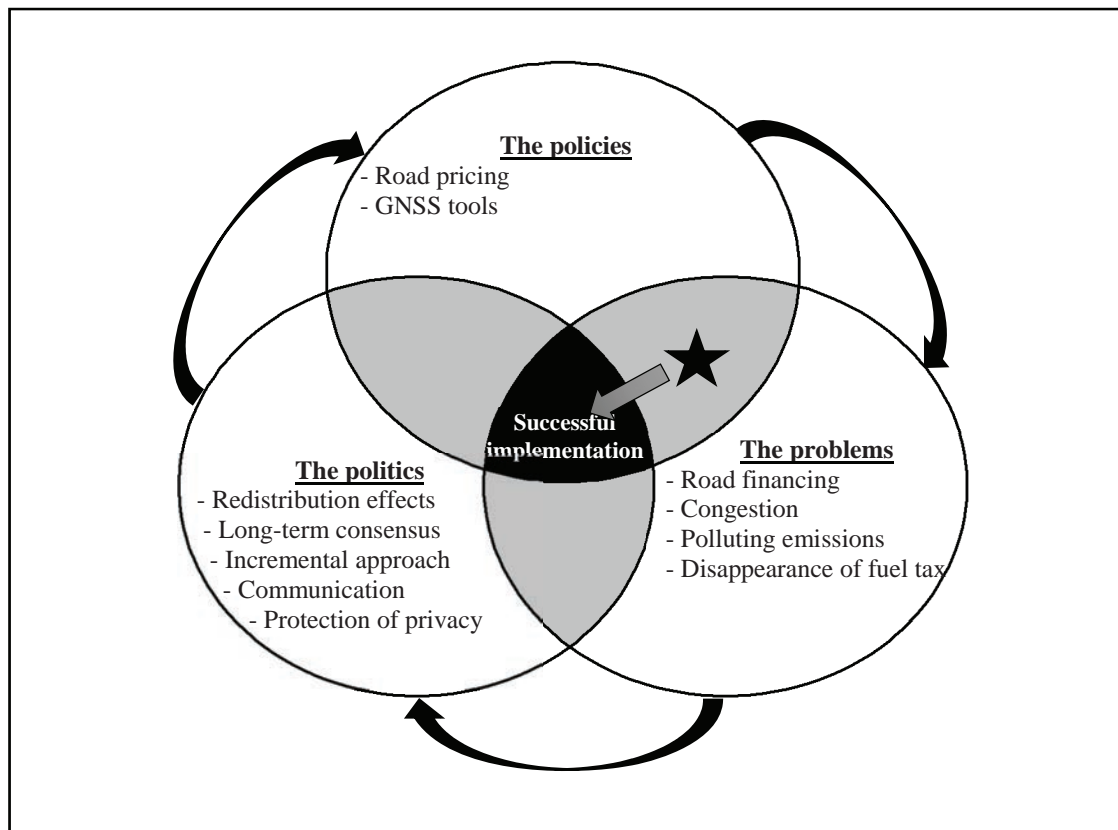 The policies
- Road pricing
- GNSS tools
Successful
implementation
The politics
- Redistribution effects
- Long-term consensus
- Incremental approach
- Communication
- Protection of privacy
The problems
- Road financing
- Congestion
- Polluting emissions
- Disappearance of fuel tax